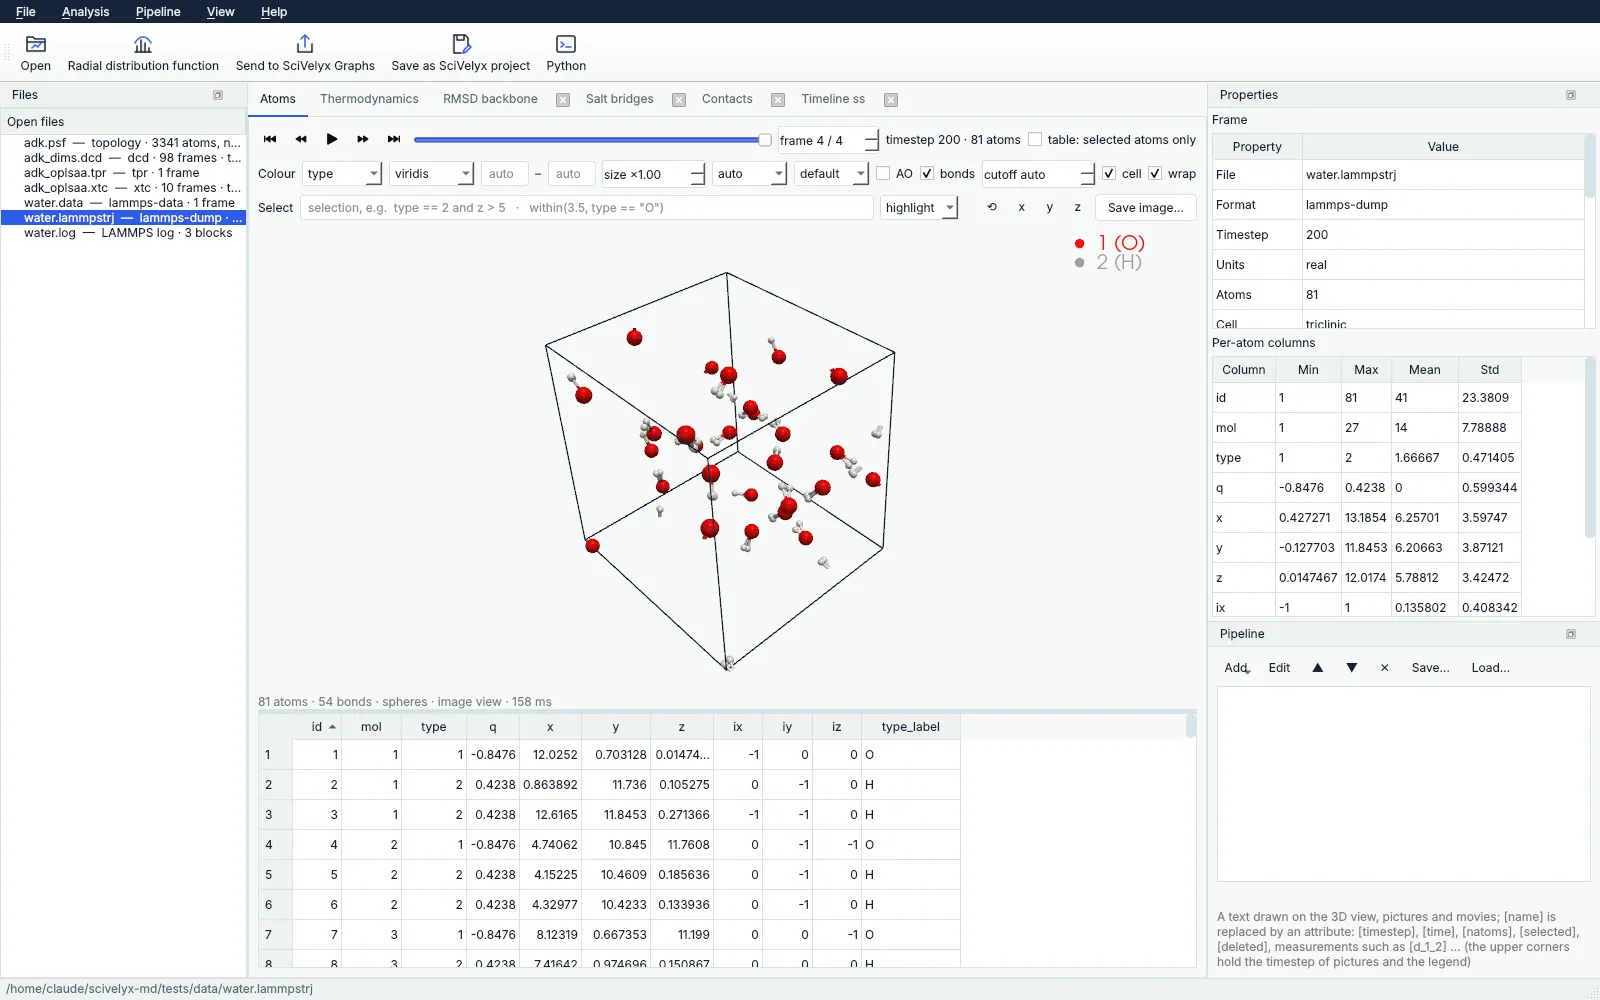 File Analysis Pipeline View Help
Open Radial distribution function Send to SciVelyx Graphs Save as SciVelyx project Python
Files
Open files
adk.psf — topology · 3341 atoms, n...
adk_dims.dcd — dcd · 98 frames · t...
adk_oplsaa.tpr — tpr · 1 frame
adk_oplsaa.xtc — xtc · 10 frames · t...
water.data — lammps-data · 1 frame
water.lammpstrj — lammps-dump · ...
water.log — LAMMPS log · 3 blocks
Atoms Thermodynamics RMSD backbone Salt bridges Contacts Timeline ss
frame 4 / 4 timestep 200 · 81 atoms table: selected atoms only
Colour type viridis auto – auto size ×1.00 auto default AO bonds cutoff auto cell wrap
Select selection, e.g. type == 2 and z > 5 · within(3.5, type == "O") highlight ⟲ x y z Save image...
1 (O)
2 (H)
81 atoms · 54 bonds · spheres · image view · 158 ms
id mol type q x y z ix iy iz type_label
1 1 1 1 -0.8476 12.0252 0.703128 0.01474... -1 0 0 O
2 2 1 2 0.4238 0.863892 11.736 0.105275 0 -1 0 H
3 3 1 2 0.4238 12.6165 11.8453 0.271366 -1 -1 0 H
4 4 2 1 -0.8476 4.74062 10.845 11.7608 0 -1 -1 O
5 5 2 2 0.4238 4.15225 10.4609 0.185636 0 -1 0 H
6 6 2 2 0.4238 4.32977 10.4233 0.133936 0 -1 0 H
7 7 3 1 -0.8476 8.12319 0.667353 11.199 0 0 -1 O
8 8 3 2 0.4238 7.41642 0.974696 0.150867 0 0 0 H
Properties
Frame
Property Value
File water.lammpstrj
Format lammps-dump
Timestep 200
Units real
Atoms 81
Cell triclinic
Per-atom columns
Column Min Max Mean Std
id 1 81 41 23.3809
mol 1 27 14 7.78888
type 1 2 1.66667 0.471405
q -0.8476 0.4238 0 0.599344
x 0.427271 13.1854 6.25701 3.59747
y -0.127703 11.8453 6.20663 3.87121
z 0.0147467 12.0174 5.78812 3.42472
ix -1 1 0.135802 0.408342
Pipeline
Add Edit ▲ ▼ × Save... Load...
A text drawn on the 3D view, pictures and movies; [name] is
replaced by an attribute: [timestep], [time], [natoms], [selected],
[deleted], measurements such as [d_1_2] ... (the upper corners
hold the timestep of pictures and the legend)
/home/claude/scivelyx-md/tests/data/water.lammpstrj